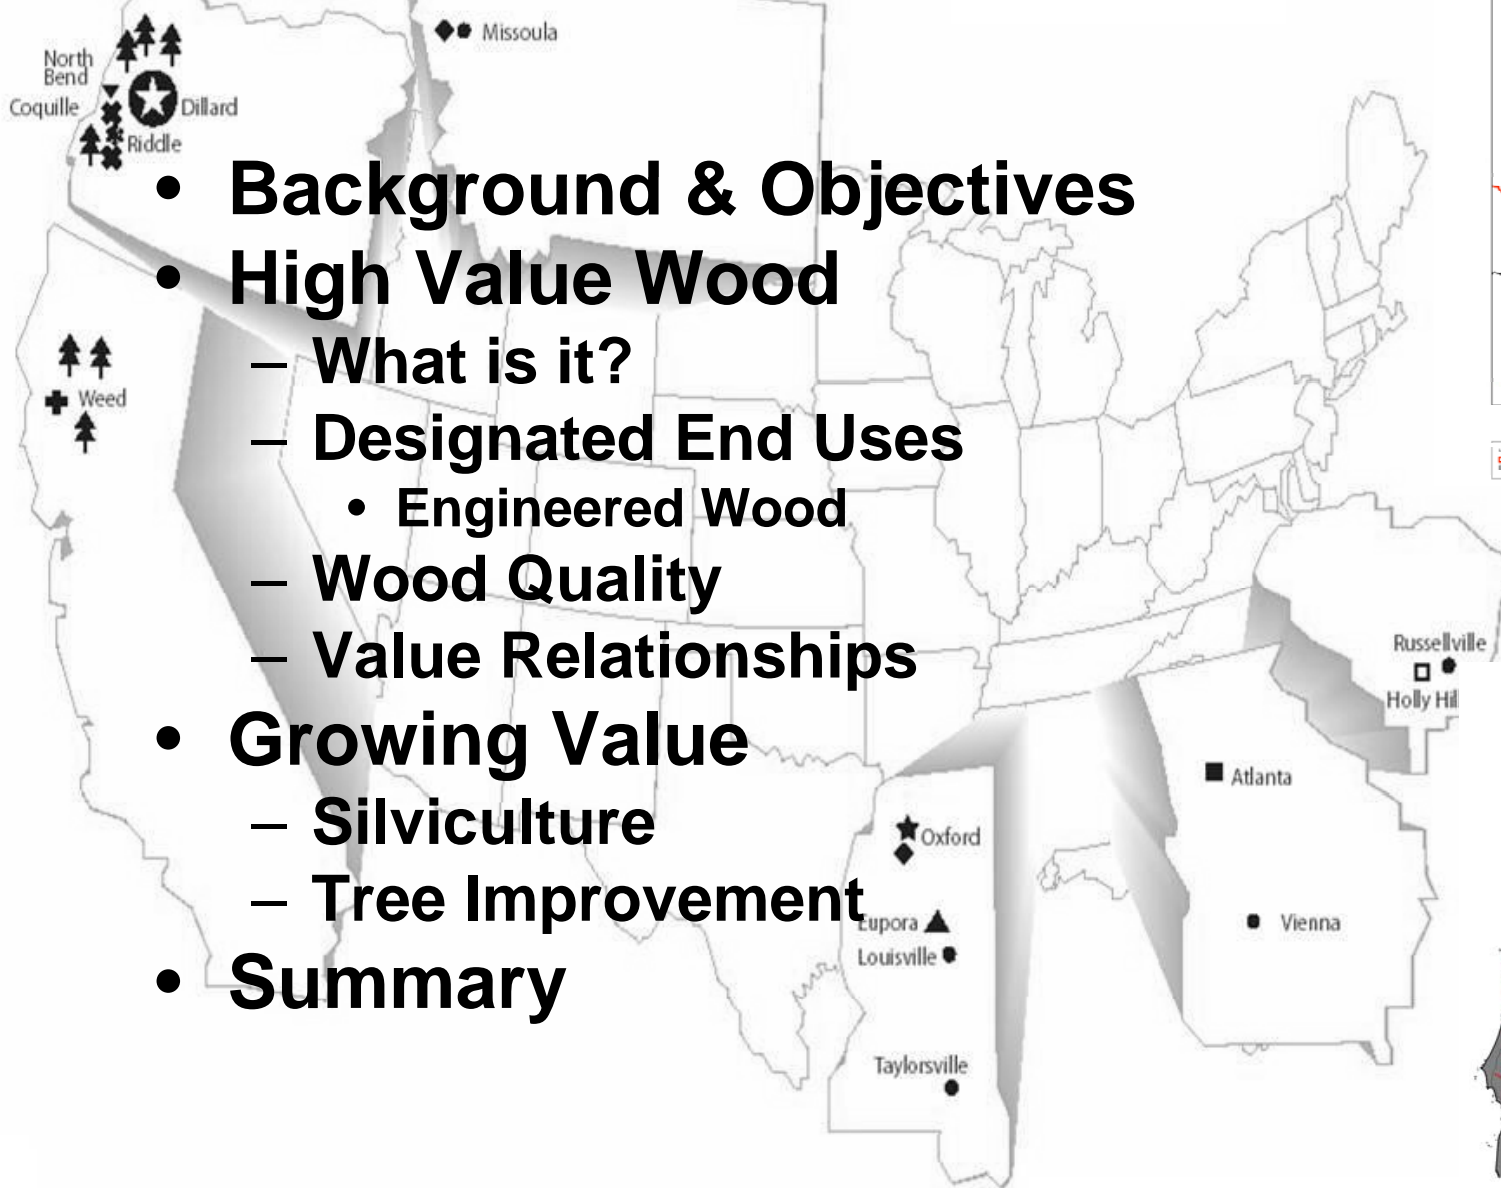 Missoula
North
Bend
Coquille
Dillard
Riddle
• Background & Objectives
• High Value Wood
– What is it?
Weed
– Designated End Uses
• Engineered Wood
– Wood Quality
– Value Relationships
Russellville
Holly Hill
• Growing Value
Atlanta
– Silviculture
Oxford
– Tree Improvement
Eupora
Vienna
Louisville
• Summary
Taylorsville